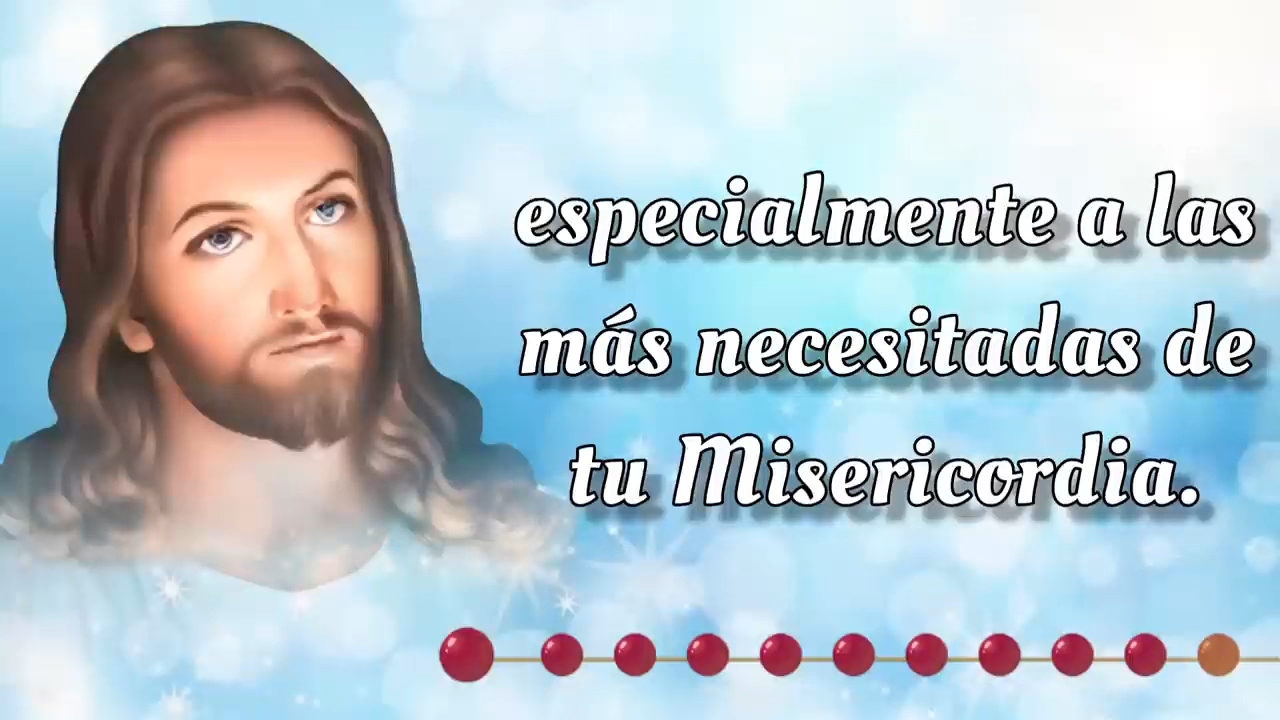 especialmente a las
más necesitadas de
tu Misericordia.